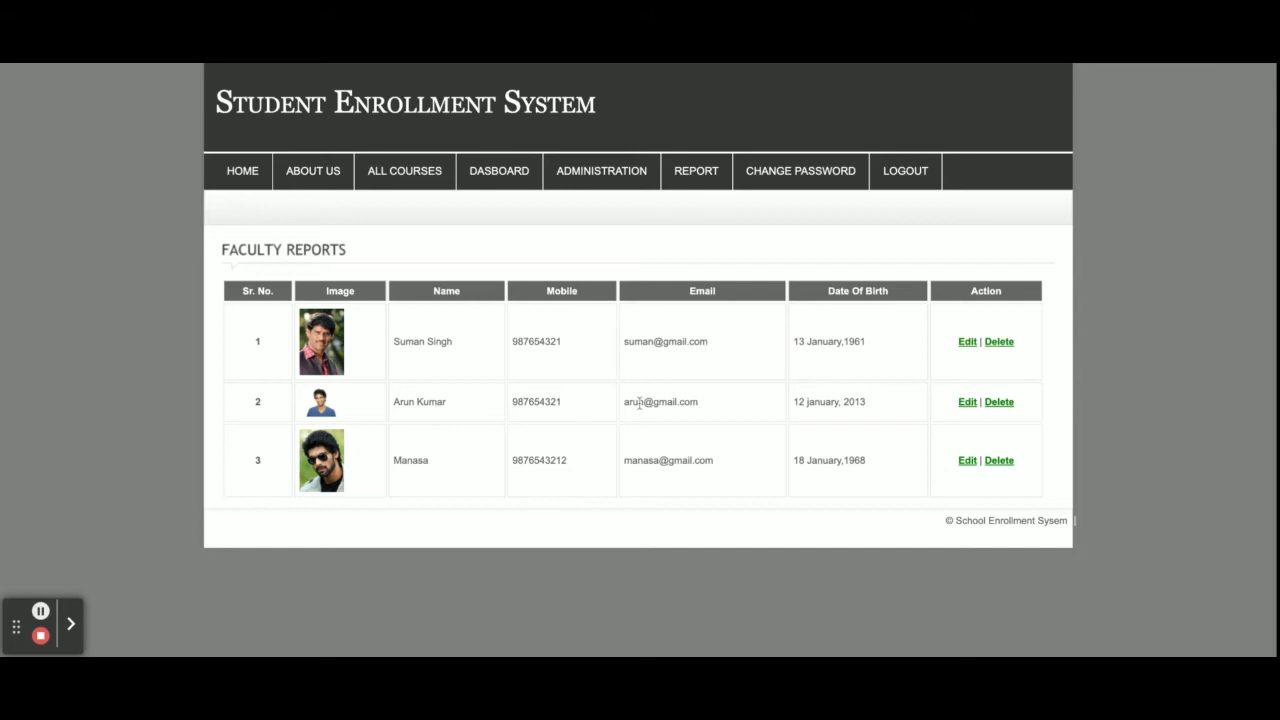 Student Enrollment System
HOME ABOUT US ALL COURSES DASBOARD ADMINISTRATION REPORT CHANGE PASSWORD LOGOUT
FACULTY REPORTS
Sr. No. Image Name Mobile Email Date Of Birth Action
1 Suman Singh 987654321 suman@gmail.com 13 January,1961 Edit | Delete
2 Arun Kumar 987654321 arun@gmail.com 12 january, 2013 Edit | Delete
3 Manasa 9876543212 manasa@gmail.com 18 January,1968 Edit | Delete
© School Enrollment Sysem |